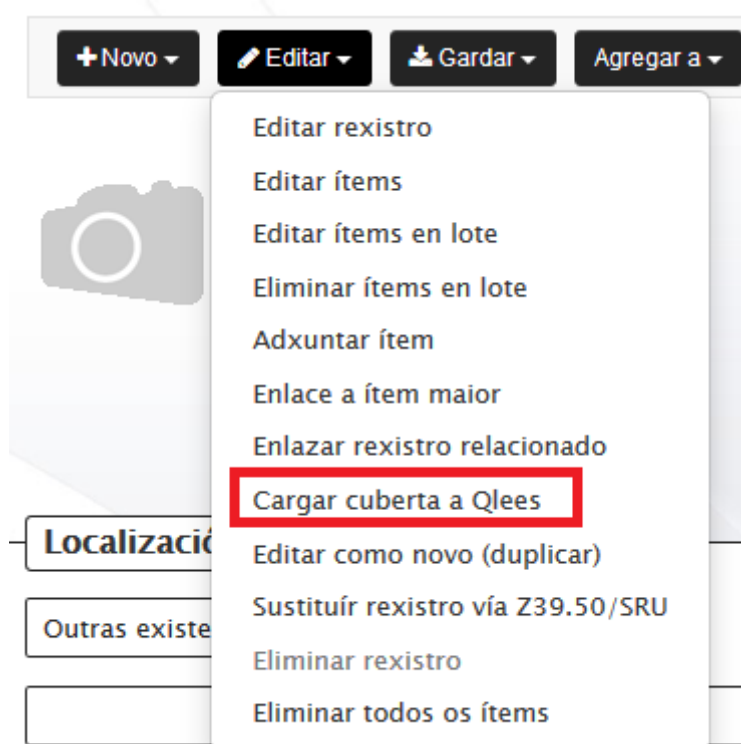 Novo
Editar
Gardar
Agregar a
Editar rexistro
Editar ítems
Editar ítems en lote
Eliminar ítems en lote
Adxuntar ítem
Enlace a ítem maior
Enlazar rexistro relacionado
Cargar cuberta a Qlees
Editar como novo (duplicar)
Sustituír rexistro vía Z39.50/SRU
Eliminar rexistro
Eliminar todos os ítems
Localizació
Outras existe